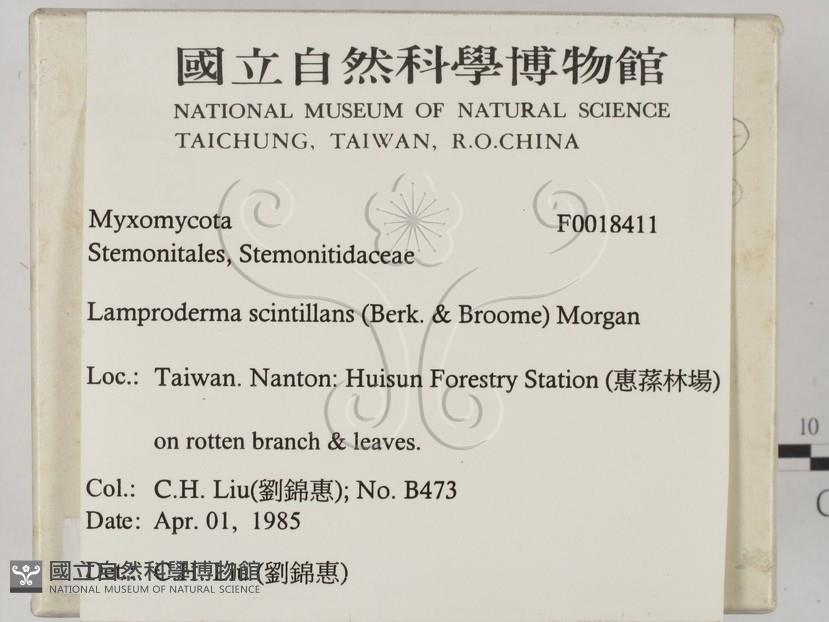 國立自然科學博物館
NATIONAL MUSEUM OF NATURAL SCIENCE
TAICHUNG, TAIWAN, R.O.CHINA
Myxomycota F0018411
Stemonitales, Stemonitidaceae
Lamproderma scintillans (Berk. & Broome) Morgan
Loc.: Taiwan. Nanton: Huisun Forestry Station (惠蓀林場)
on rotten branch & leaves.
Col.: C.H. Liu(劉錦惠); No. B473
Date: Apr. 01, 1985
Det.: C.H. Liu (劉錦惠)
國立自然科學博物館
NATIONAL MUSEUM OF NATURAL SCIENCE
10